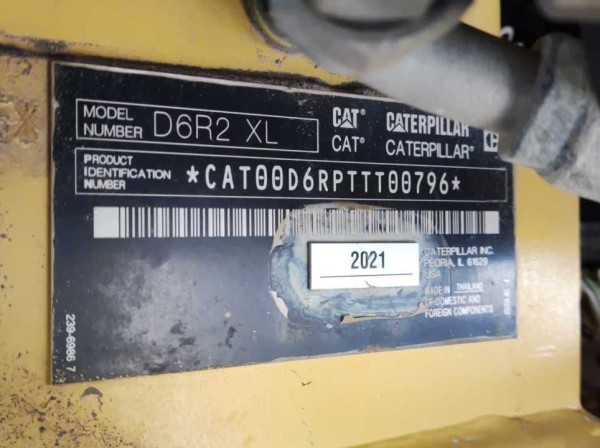 MODEL NUMBER D6R2 XL
CAT® CATERPILLAR
CAT® CATERPILLAR®
PRODUCT IDENTIFICATION NUMBER *CAT00D6RPTTT00796*
2021
CATERPILLAR INC.
PEORIA, IL 61629
USA
MADE IN THAILAND
OF DOMESTIC AND
FOREIGN COMPONENTS
239-6986 7